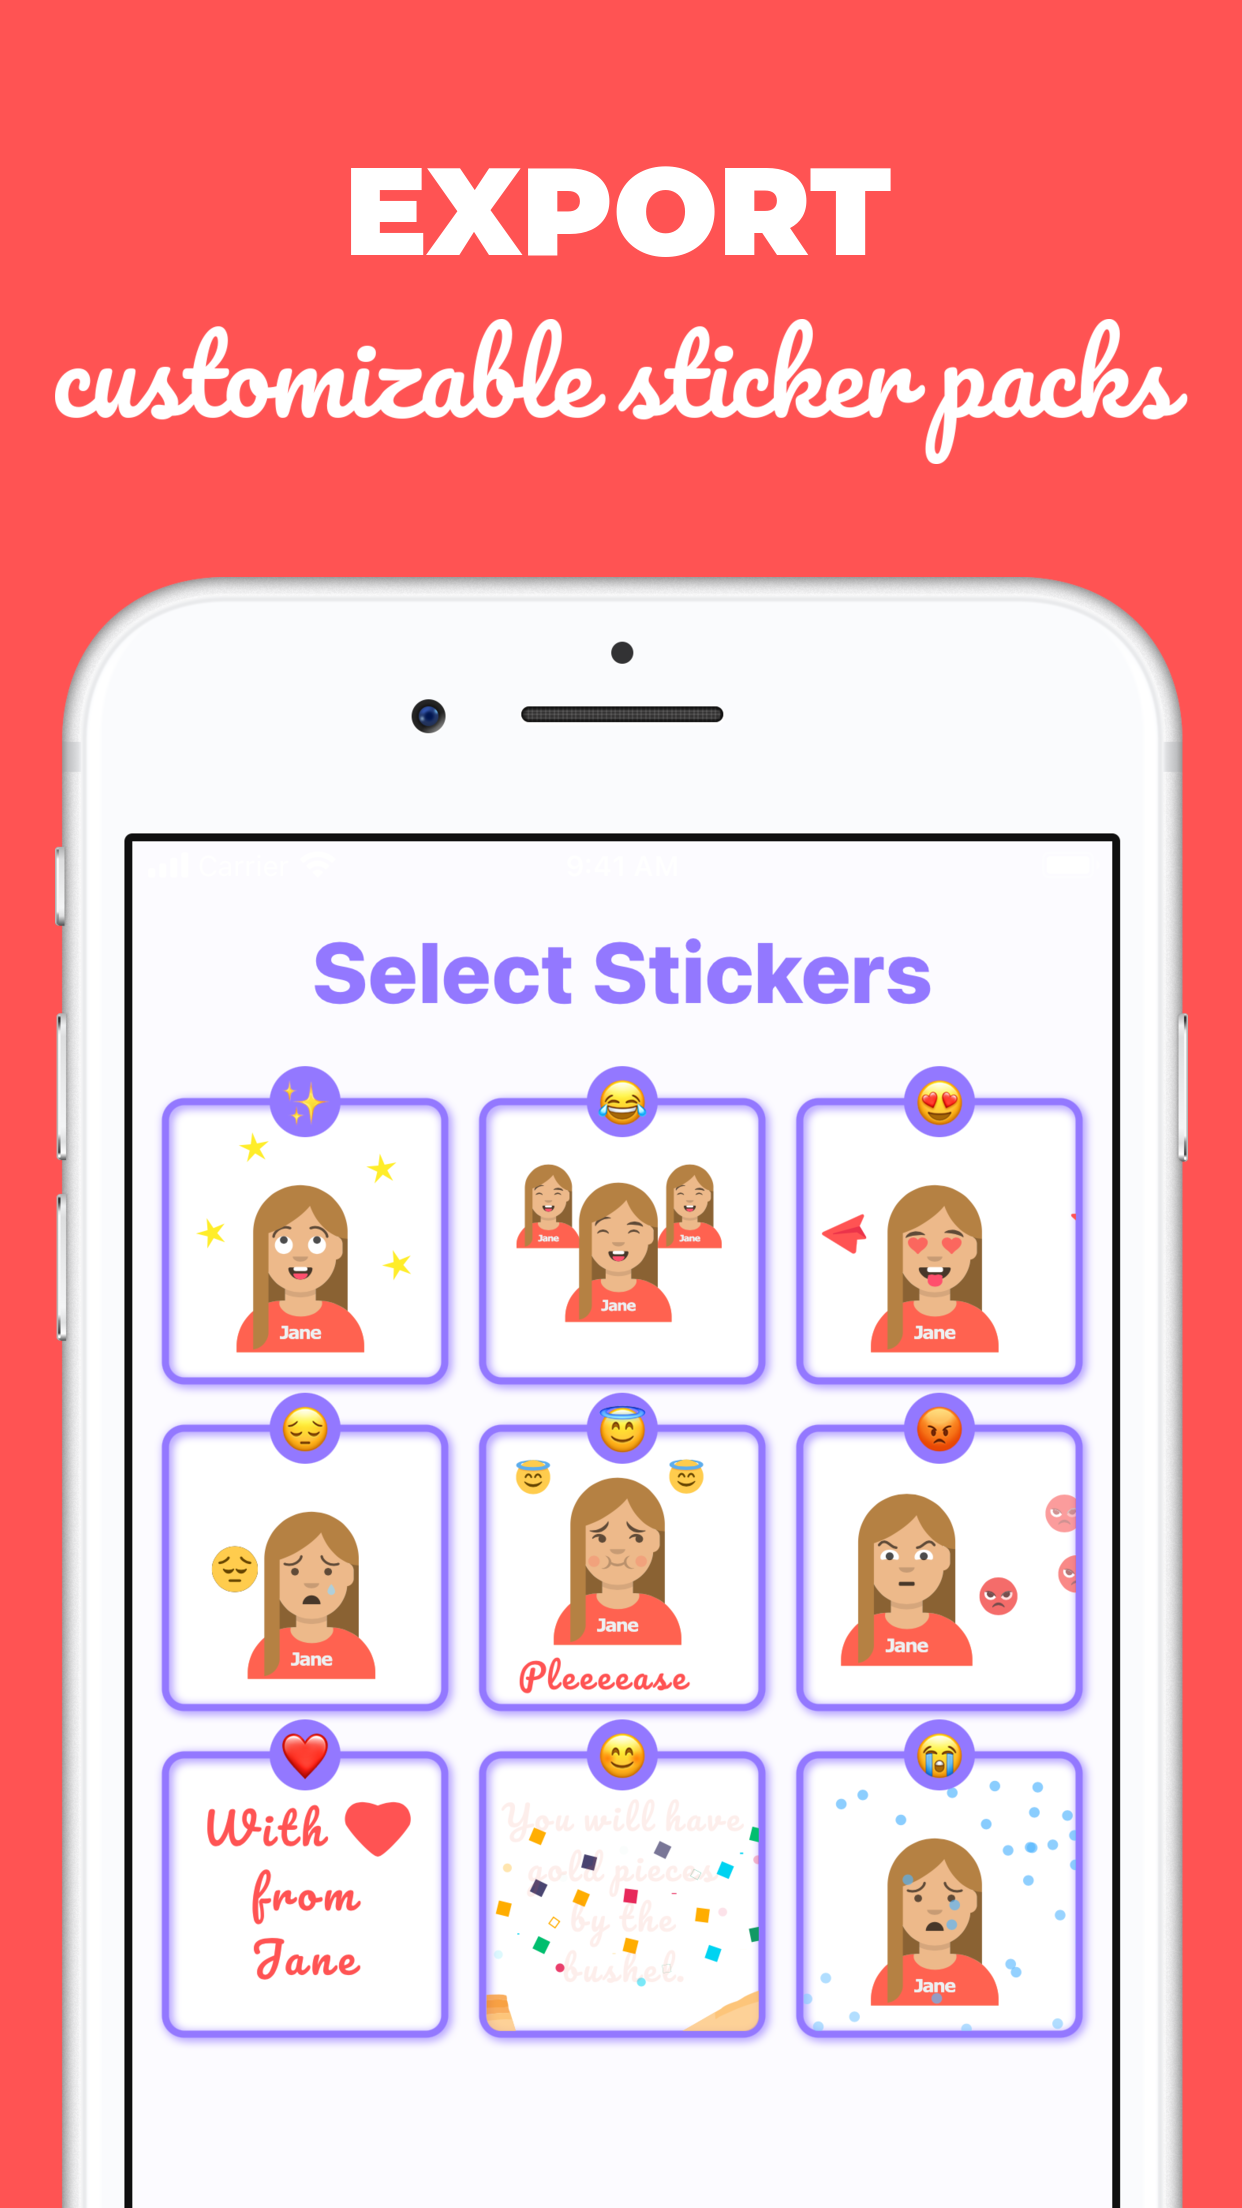 EXPORT
customizable sticker packs
Carrier 9:41 AM
Select Stickers
Jane
Jane Jane Jane
Jane
Jane
Jane
Pleeeease
Jane
With
from
Jane
You will have
gold pieces
by the
bushel.
Jane